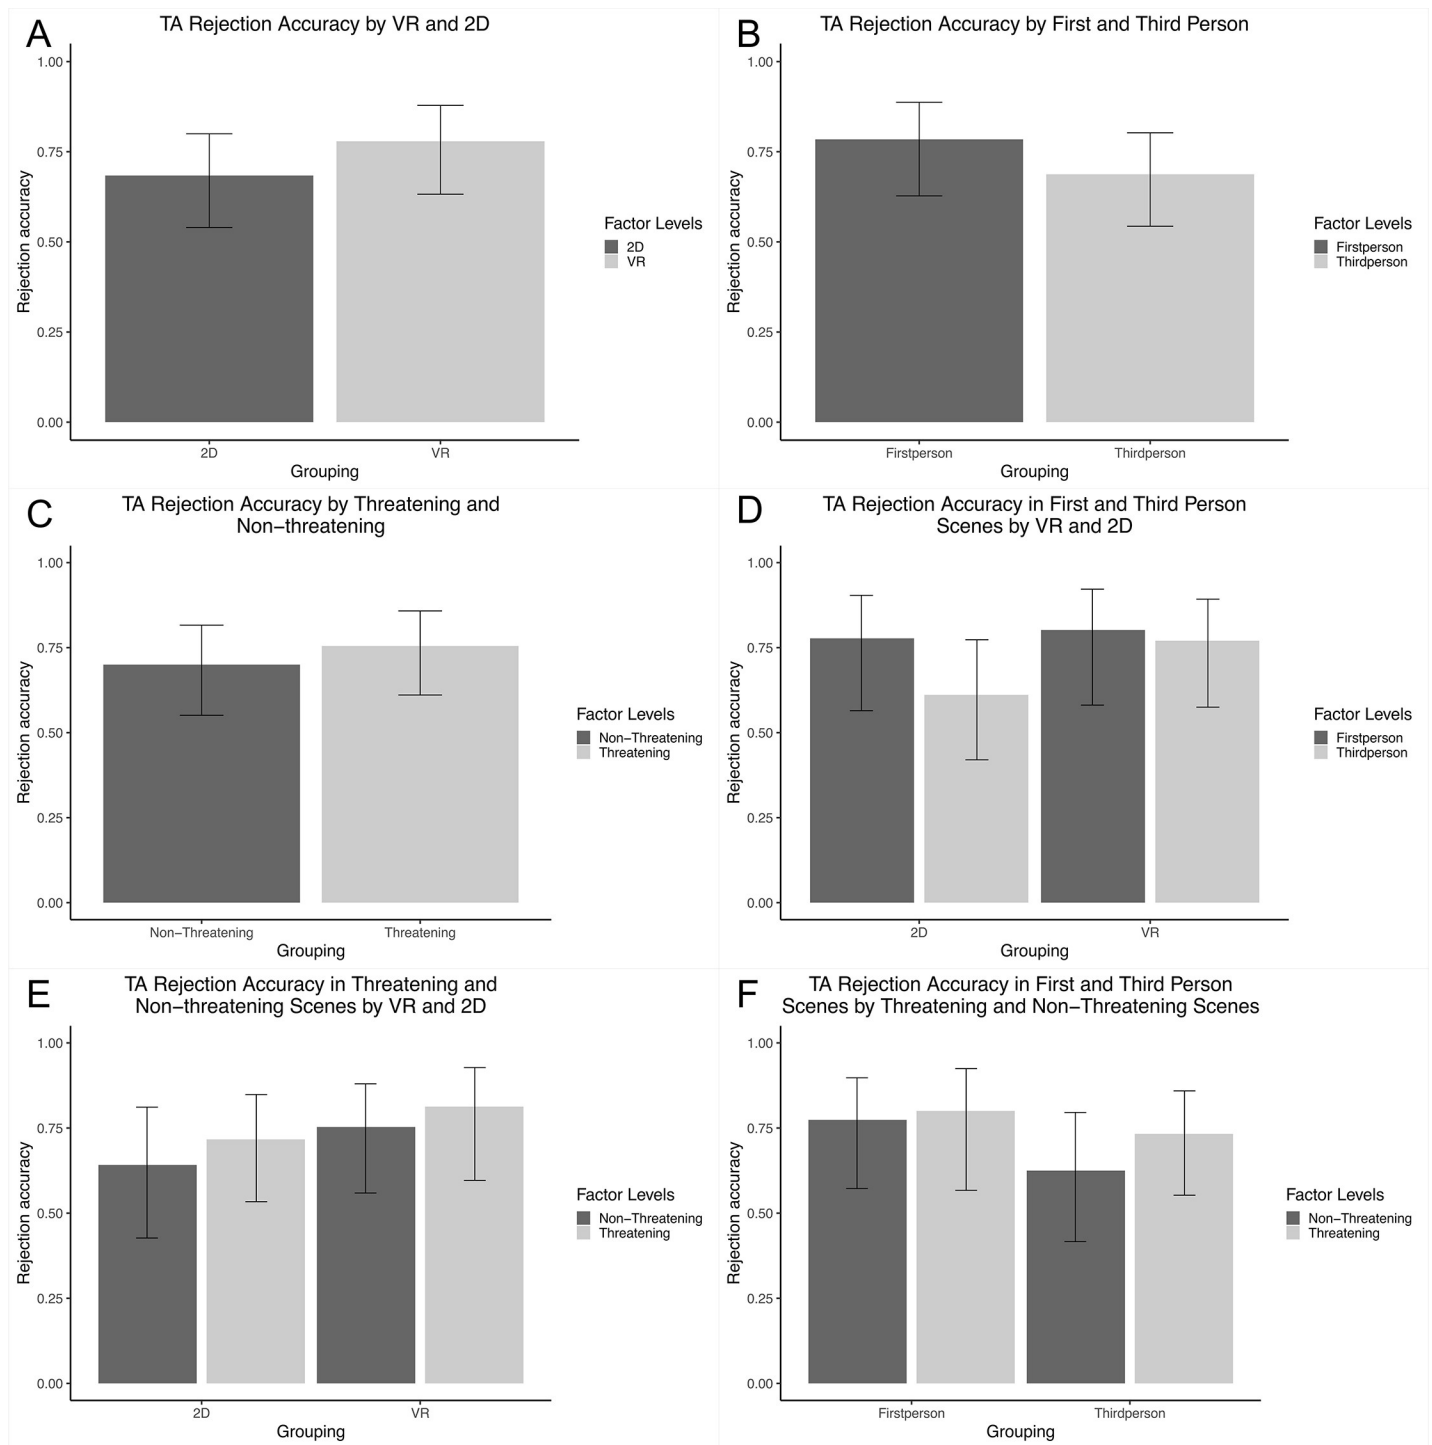 A
TA Rejection Accuracy by VR and 2D
1.00
0.75
0.50
0.25
0.00
Rejection accuracy
2D
VR
Grouping
Factor Levels
2D
VR
B
TA Rejection Accuracy by First and Third Person
1.00
0.75
0.50
0.25
0.00
Rejection accuracy
Firstperson
Thirdperson
Grouping
Factor Levels
Firstperson
Thirdperson
C
TA Rejection Accuracy by Threatening and
Non−threatening
1.00
0.75
0.50
0.25
0.00
Rejection accuracy
Non−Threatening
Threatening
Grouping
Factor Levels
Non−Threatening
Threatening
D
TA Rejection Accuracy in First and Third Person
Scenes by VR and 2D
1.00
0.75
0.50
0.25
0.00
Rejection accuracy
2D
VR
Grouping
Factor Levels
Firstperson
Thirdperson
E
TA Rejection Accuracy in Threatening and
Non−threatening Scenes by VR and 2D
1.00
0.75
0.50
0.25
0.00
Rejection accuracy
2D
VR
Grouping
Factor Levels
Non−Threatening
Threatening
F
TA Rejection Accuracy in First and Third Person
Scenes by Threatening and Non−Threatening Scenes
1.00
0.75
0.50
0.25
0.00
Rejection accuracy
Firstperson
Thirdperson
Grouping
Factor Levels
Non−Threatening
Threatening